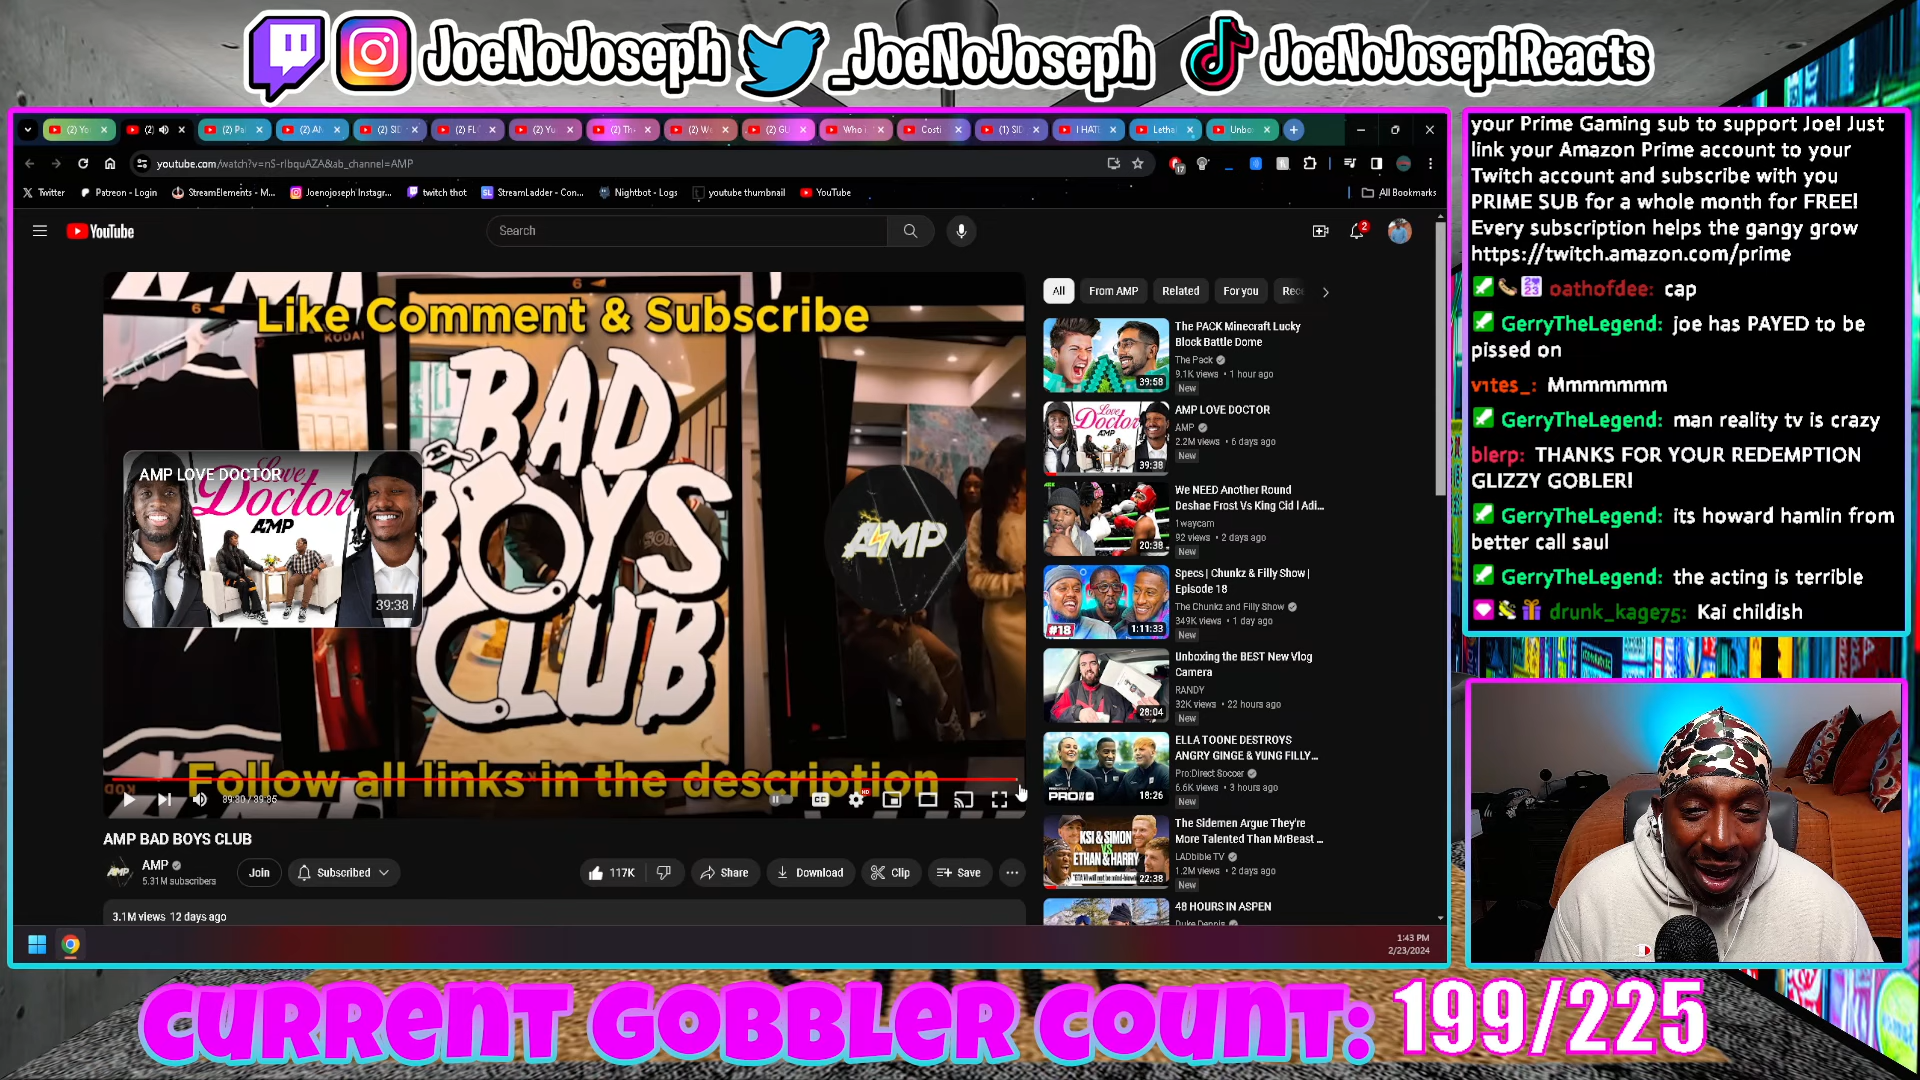 JoeNoJoseph
_JoeNoJoseph
JoeNoJosephReacts
youtube.com/watch?v=nS-rlbquAZA&ab_channel=AMP
Twitter
Patreon - Login
StreamElements - M...
Joenojoseph Instagr...
twitch thot
StreamLadder - Con...
Nightbot - Logs
youtube thumbnail
YouTube
All Bookmarks
YouTube
Search
2
Like Comment & Subscribe
BAD
BOYS
CLUB
AMP LOVE DOCTOR
Love
Doctor
AMP
39:38
AMP
Follow all links in the description
AMP BAD BOYS CLUB
AMP
5.31M subscribers
Join
Subscribed
117K
Share
Download
Clip
Save
3.1M views 12 days ago
All
From AMP
Related
For you
The PACK Minecraft Lucky
Block Battle Dome
The Pack
9.1K views • 1 hour ago
New
39:58
AMP LOVE DOCTOR
AMP
2.2M views • 6 days ago
New
39:38
We NEED Another Round
Deshae Frost Vs King Cid I Adi...
1waycam
92 views • 2 days ago
New
20:38
Specs | Chunkz & Filly Show |
Episode 18
The Chunkz and Filly Show
349K views • 1 day ago
New
#18
1:11:33
Unboxing the BEST New Vlog
Camera
RANDY
32K views • 22 hours ago
New
28:04
ELLA TOONE DESTROYS
ANGRY GINGE & YUNG FILLY...
Pro:Direct Soccer
6.6K views • 3 hours ago
New
18:26
The Sidemen Argue They're
More Talented Than MrBeast ...
LADbible TV
1.2M views • 2 days ago
New
KSI & SIMON
VS
ETHAN & HARRY
22:38
48 HOURS IN ASPEN
Duke Dennis
1:43 PM
2/23/2024
your Prime Gaming sub to support Joe! Just
link your Amazon Prime account to your
Twitch account and subscribe with you
PRIME SUB for a whole month for FREE!
Every subscription helps the gangy grow
https://twitch.amazon.com/prime
oathofdee: cap
GerryTheLegend: joe has PAYED to be
pissed on
v1tes_: Mmmmmmm
GerryTheLegend: man reality tv is crazy
blerp: THANKS FOR YOUR REDEMPTION
GLIZZY GOBLER!
GerryTheLegend: its howard hamlin from
better call saul
GerryTheLegend: the acting is terrible
drunk_kage75: Kai childish
CURRENT GOBBLER COUNT: 199/225